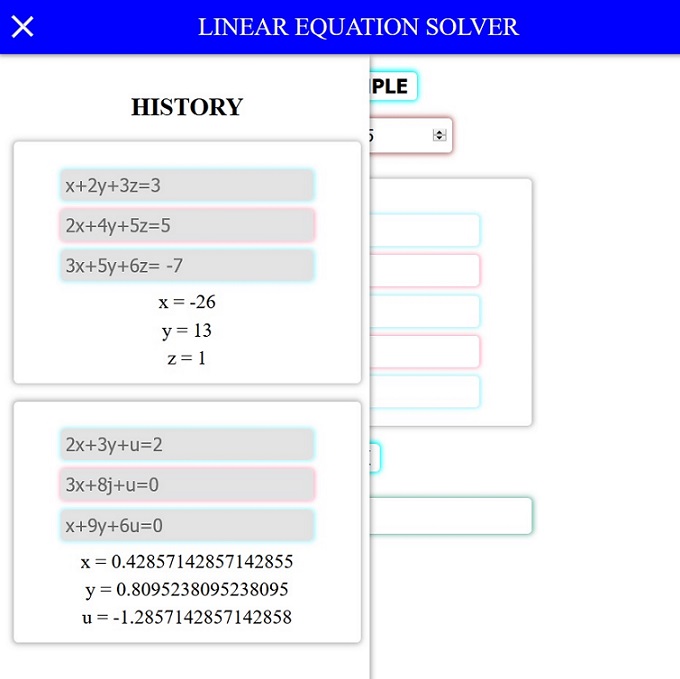 LINEAR EQUATION SOLVER
HISTORY
x+2y+3z=3
2x+4y+5z=5
3x+5y+6z= -7
x = -26
y = 13
z = 1
2x+3y+u=2
3x+8j+u=0
x+9y+6u=0
x = 0.42857142857142855
y = 0.8095238095238095
u = -1.2857142857142858
PLE
5